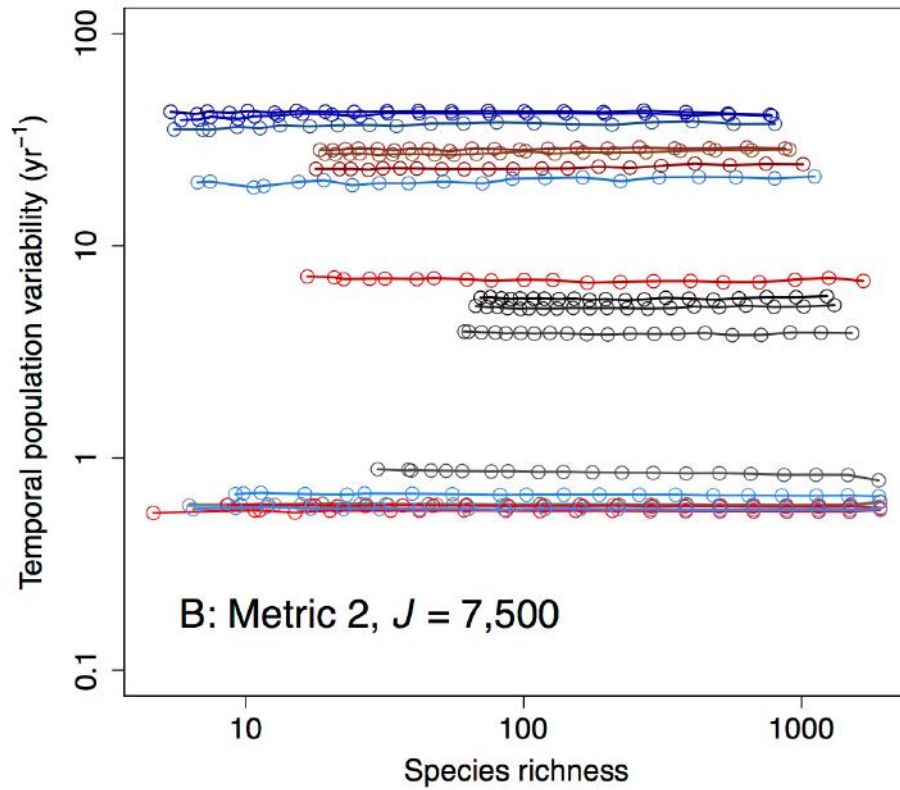 100
10
1
0.1
Temporal population variability (yr⁻¹)
B: Metric 2, J = 7,500
10
100
1000
Species richness